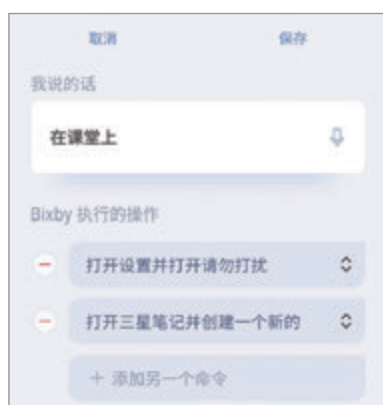 取消 保存
我说的话
在课堂上
Bixby 执行的操作
打开设置并打开请勿打扰
打开三星笔记并创建一个新的
+ 添加另一个命令